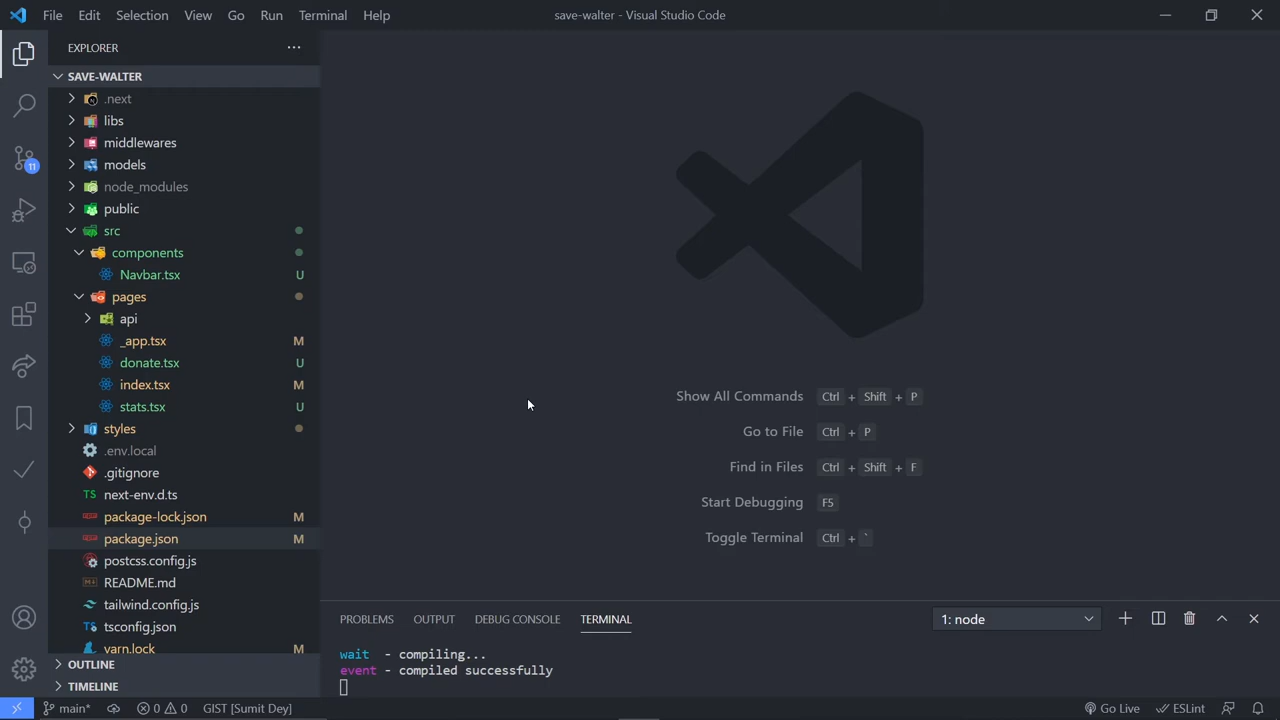 File Edit Selection View Go Run Terminal Help
save-walter - Visual Studio Code
EXPLORER
SAVE-WALTER
.next
libs
middlewares
models
node_modules
public
src
components
Navbar.tsx U
pages
api
_app.tsx M
donate.tsx U
index.tsx M
stats.tsx U
styles
.env.local
.gitignore
TS next-env.d.ts
package-lock.json M
package.json M
postcss.config.js
README.md
tailwind.config.js
tsconfig.json
yarn.lock M
OUTLINE
TIMELINE
11
Show All Commands Ctrl + Shift + P
Go to File Ctrl + P
Find in Files Ctrl + Shift + F
Start Debugging F5
Toggle Terminal Ctrl + `
PROBLEMS OUTPUT DEBUG CONSOLE TERMINAL
1: node
wait - compiling...
event - compiled successfully
main* 0 0 GIST [Sumit Dey]
Go Live ESLint